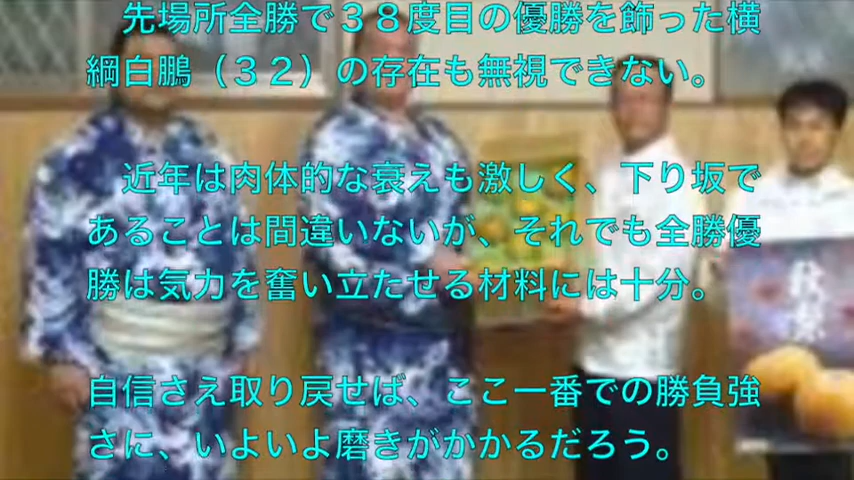 先場所全勝で３８度目の優勝を飾った横
綱白鵬（３２）の存在も無視できない。
近年は肉体的な衰えも激しく、下り坂で
あることは間違いないが、それでも全勝優
勝は気力を奮い立たせる材料には十分。
自信さえ取り戻せば、ここ一番での勝負強
さに、いよいよ磨きがかかるだろう。